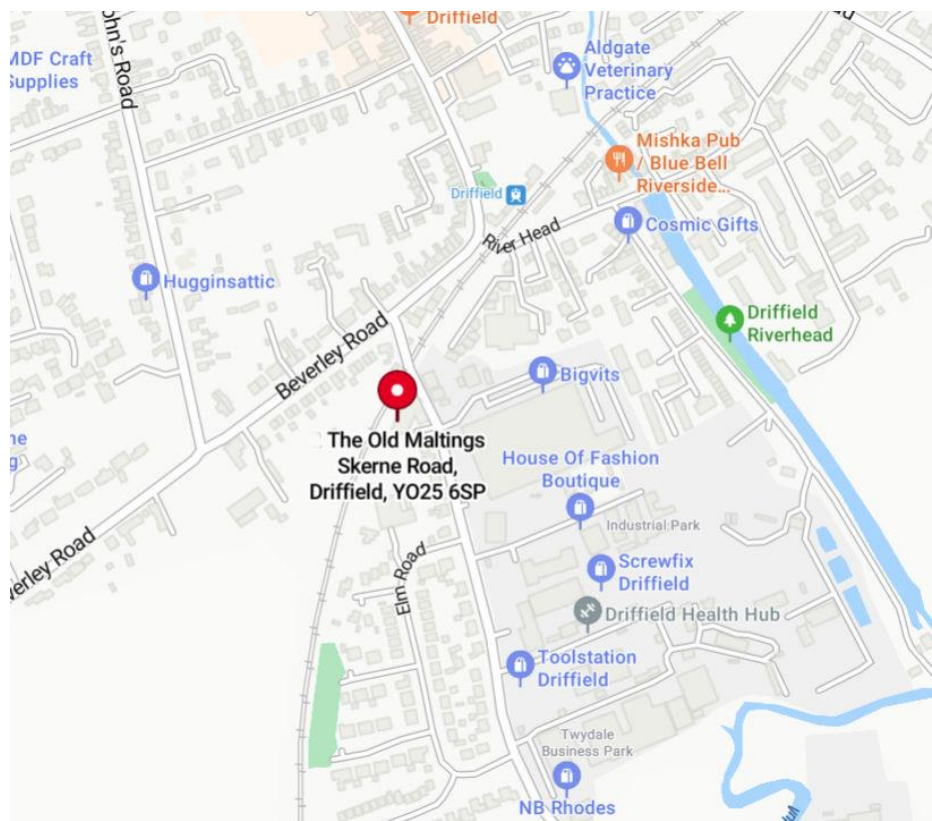 Driffield
John's Road
MDF Craft
Supplies
Aldgate
Veterinary
Practice
Mishka Pub
/ Blue Bell
Riverside...
Driffield
River Head
Cosmic Gifts
Hugginsattic
Driffield
Riverhead
Beverley Road
Bigvits
The Old Maltings
Skerne Road,
Driffield, YO25 6SP
House Of Fashion
Boutique
Industrial Park
Elm Road
Screwfix
Driffield
Driffield Health Hub
Toolstation
Driffield
Beverley Road
Twydale
Business Park
NB Rhodes